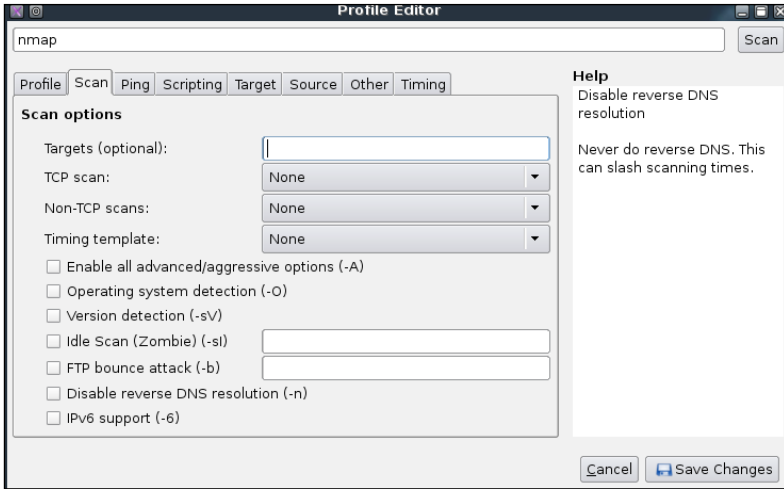 Profile Editor
nmap
Scan
Profile Scan Ping Scripting Target Source Other Timing
Scan options
Targets (optional):
TCP scan: None
Non-TCP scans: None
Timing template: None
Enable all advanced/aggressive options (-A)
Operating system detection (-O)
Version detection (-sV)
Idle Scan (Zombie) (-sI)
FTP bounce attack (-b)
Disable reverse DNS resolution (-n)
IPv6 support (-6)
Help
Disable reverse DNS
resolution
Never do reverse DNS. This
can slash scanning times.
Cancel
Save Changes